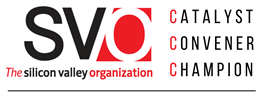 SVO
The silicon valley organization
CATALYST
CONVENER
CHAMPION